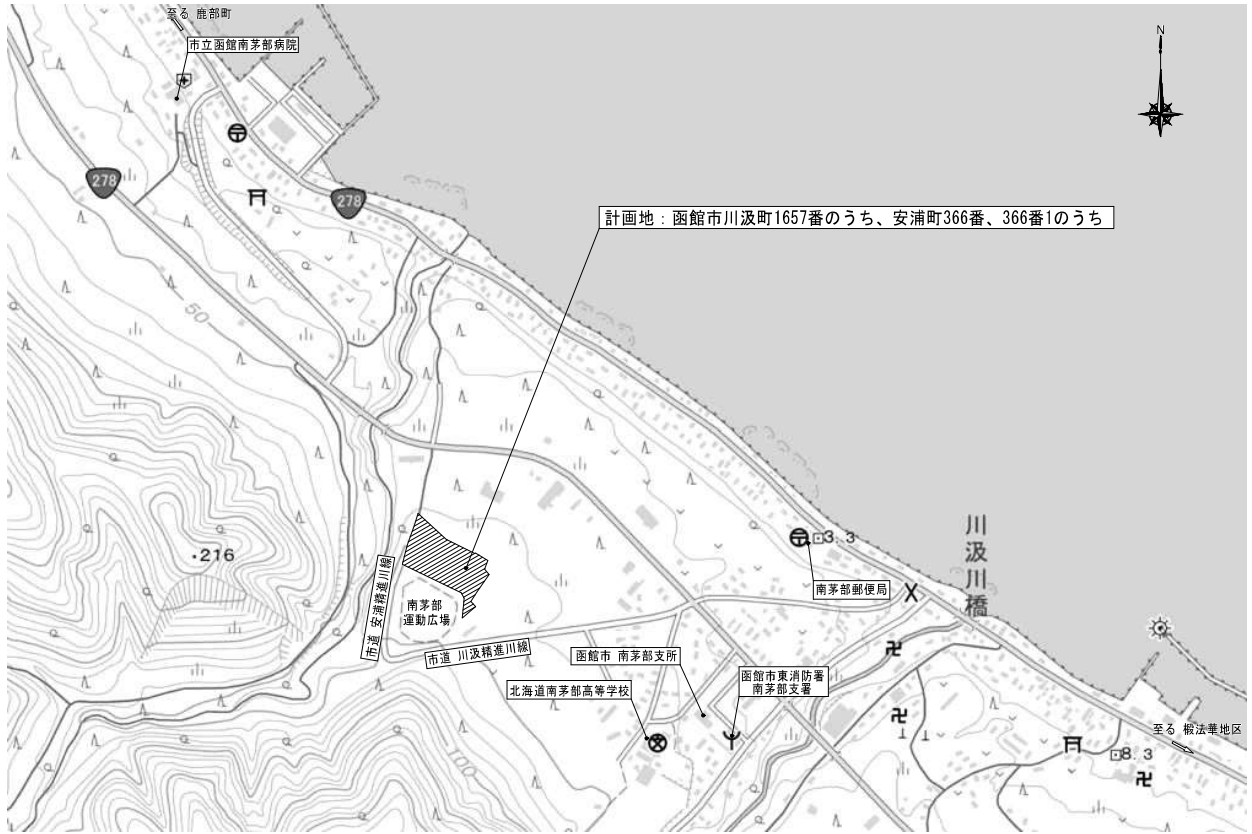 至る 鹿部町
市立函館南茅部病院
N
278
278
計画地：函館市川汲町1657番のうち、安浦町366番、366番1のうち
50
・216
市道 安浦精進川線
南茅部
運動広場
市道 川汲精進川線
3.3
南茅部郵便局
川汲川橋
函館市 南茅部支所
函館市東消防署
南茅部支署
北海道南茅部高等学校
100
至る 椴法華地区
8.3